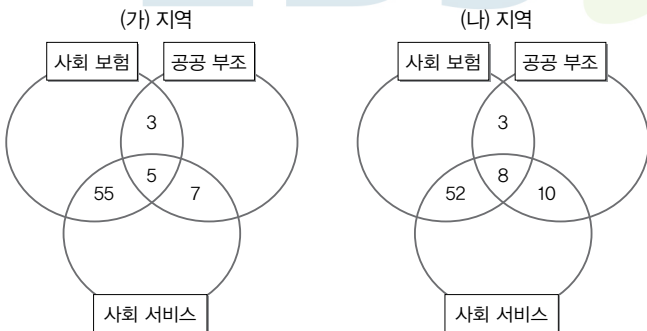 (가) 지역 (나) 지역
사회 보험 공공 부조 사회 보험 공공 부조
3 3
5 8
55 7 52 10
사회 서비스 사회 서비스